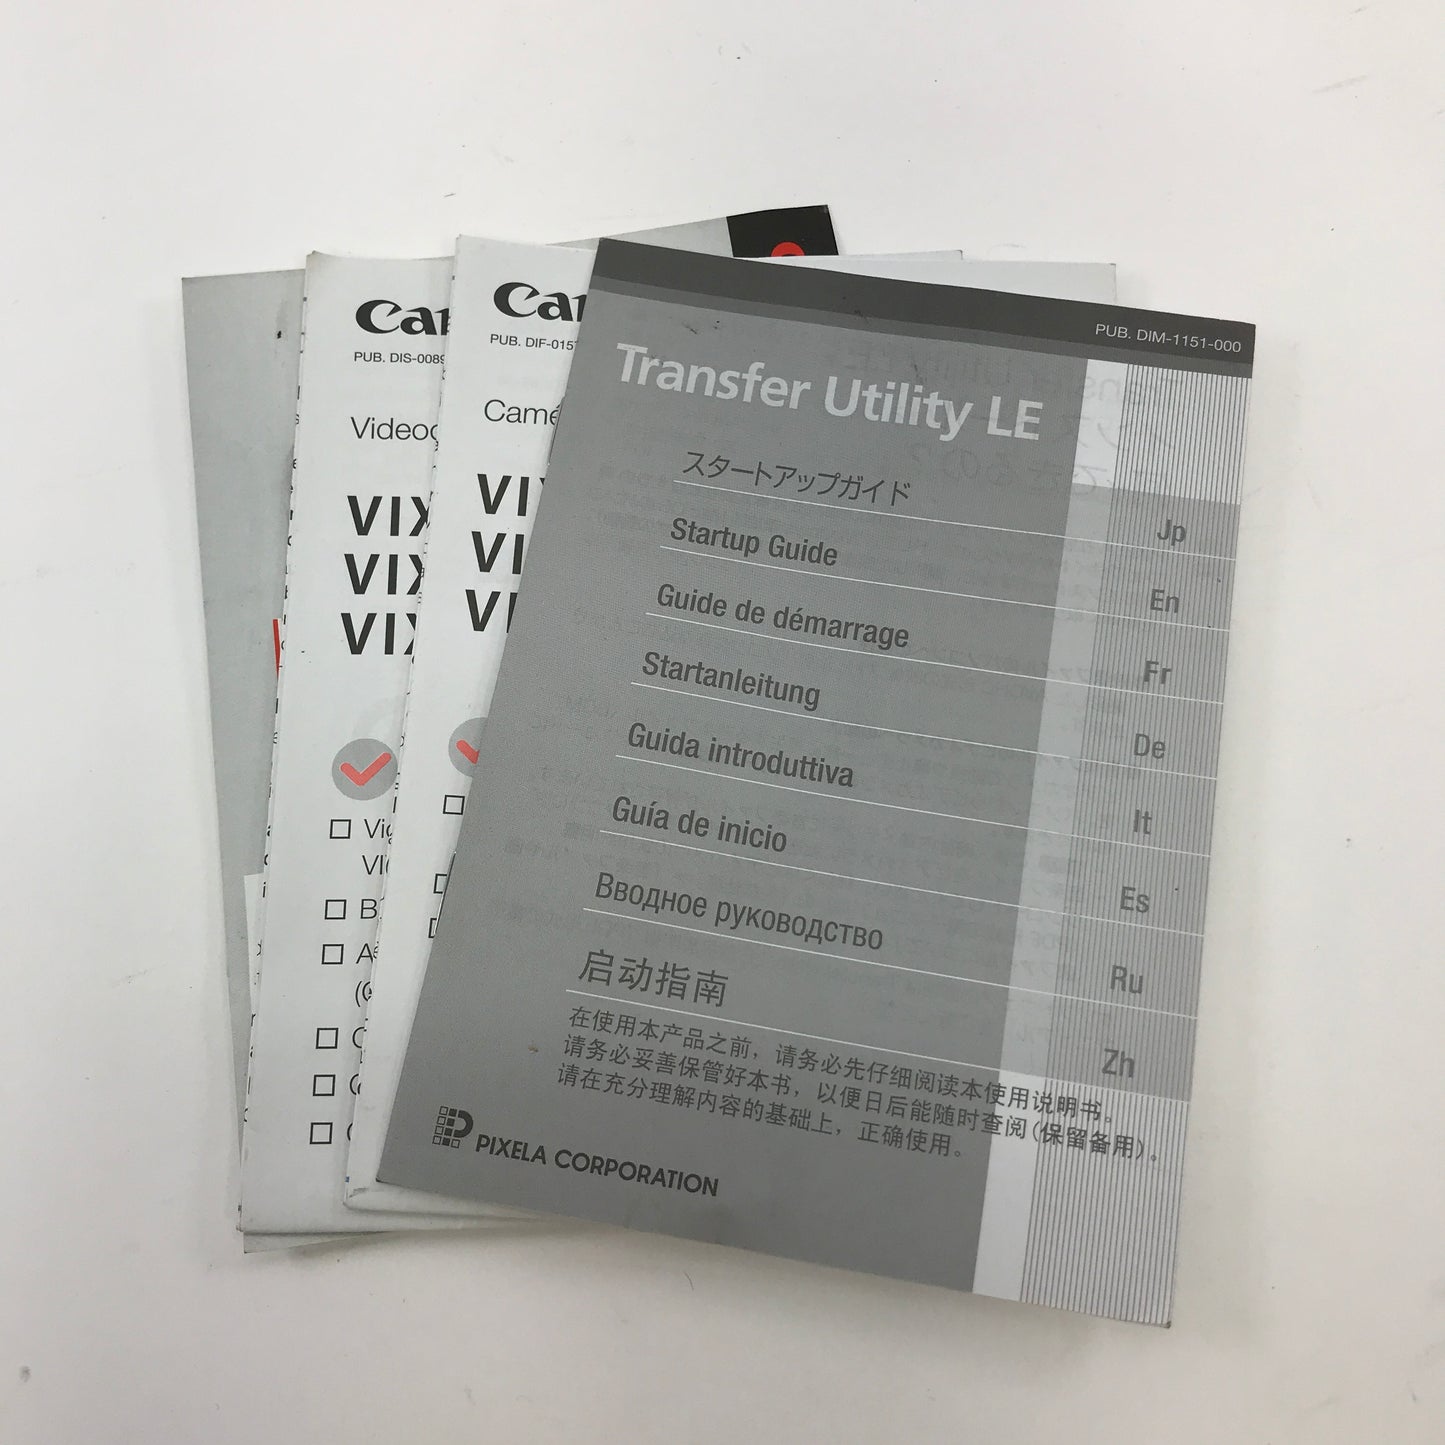 PUB. DIM-1151-000
Transfer Utility LE
スタートアップガイド
Jp
Startup Guide
En
Guide de démarrage
Fr
Startanleitung
De
Guida introduttiva
It
Guía de inicio
Es
Вводное руководство
Ru
启动指南
Zh
在使用本产品之前，请务必先仔细阅读本使用说明书。
请务必妥善保管好本书，以便日后能随时查阅(保留备用)。
请在充分理解内容的基础上，正确使用。
PIXELA CORPORATION
PUB. DIF-0151
Camé
VI
VI
VI
PUB. DIS-0089
VIX
VIX
VIX